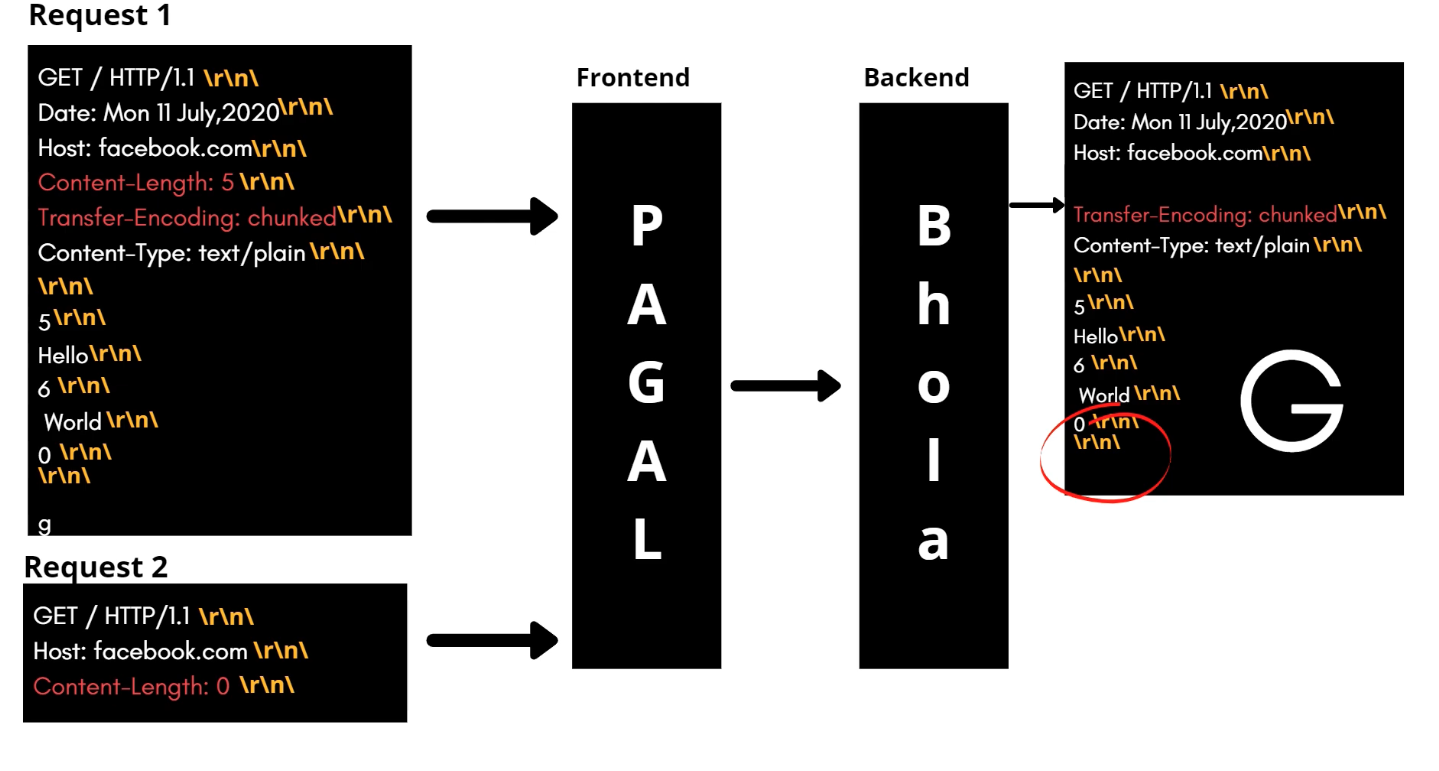 Request 1
GET / HTTP/1.1 \r\n\
Date: Mon 11 July,2020\r\n\
Host: facebook.com\r\n\
Content-Length: 5 \r\n\
Transfer-Encoding: chunked\r\n\
Content-Type: text/plain \r\n\
\r\n\
5 \r\n\
Hello\r\n\
6 \r\n\
World \r\n\
0 \r\n\
\r\n\
g
Request 2
GET / HTTP/1.1 \r\n\
Host: facebook.com \r\n\
Content-Length: 0 \r\n\
Frontend
P
A
G
A
L
Backend
B
h
o
l
a
GET / HTTP/1.1 \r\n\
Date: Mon 11 July,2020\r\n\
Host: facebook.com\r\n\
Transfer-Encoding: chunked\r\n\
Content-Type: text/plain \r\n\
\r\n\
5 \r\n\
Hello\r\n\
6 \r\n\
World \r\n\
0 \r\n\
\r\n\
G